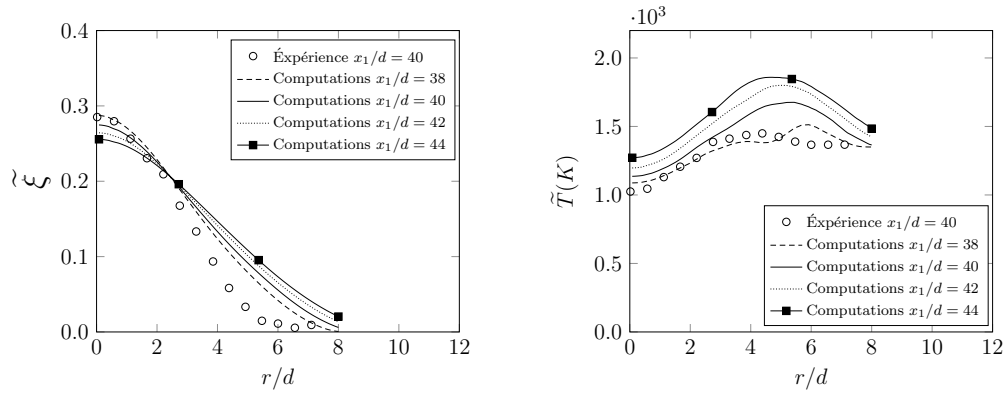 0.4
0.3
0.2
0.1
0.0
0 2 4 6 8 10 12
r/d
ξ̃
Éxpérience x₁/d = 40
Computations x₁/d = 38
Computations x₁/d = 40
Computations x₁/d = 42
Computations x₁/d = 44
·10³
2.0
1.5
1.0
0.5
0.0
0 2 4 6 8 10 12
r/d
T̃(K)
Éxpérience x₁/d = 40
Computations x₁/d = 38
Computations x₁/d = 40
Computations x₁/d = 42
Computations x₁/d = 44